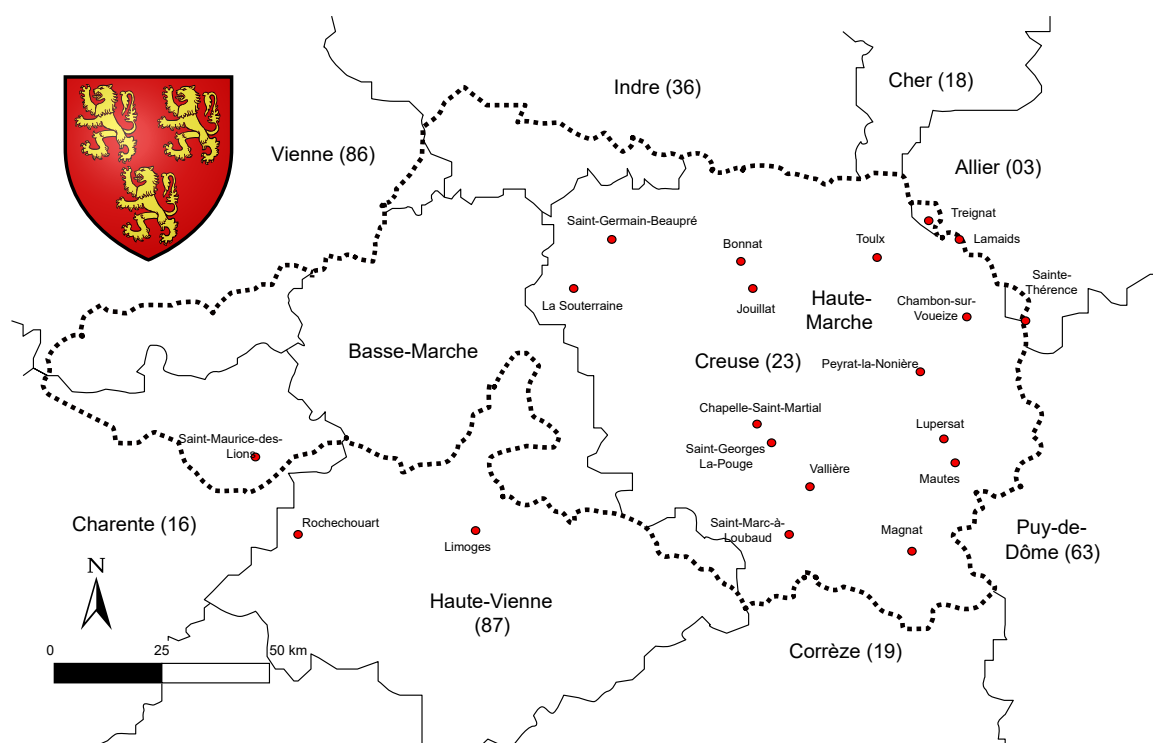 Indre (36)
Cher (18)
Vienne (86)
Allier (03)
Treignat
Saint-Germain-Beaupré
Lamaids
Bonnat
Toulx
Sainte-
Thérence
La Souterraine
Jouillat
Haute-
Marche
Chambon-sur-
Voueize
Basse-Marche
Creuse (23)
Peyrat-la-Nonière
Chapelle-Saint-Martial
Lupersat
Saint-Maurice-des-
Lions
Saint-Georges
La-Pouge
Vallière
Mautes
Charente (16)
Rochechouart
Limoges
Saint-Marc-à-
Loubaud
Magnat
Puy-de-
Dôme (63)
N
Haute-Vienne
(87)
Corrèze (19)
0 25 50 km